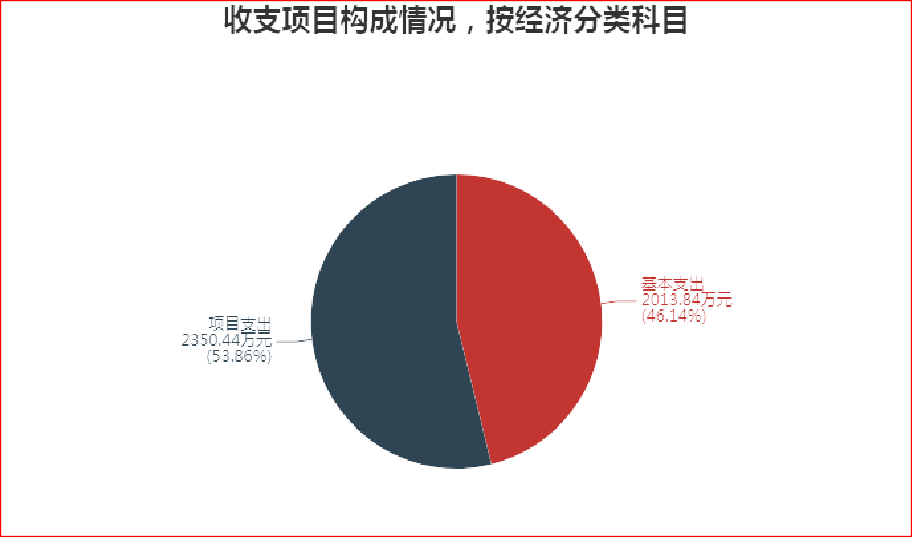 收支项目构成情况，按经济分类科目
基本支出
2013.84万元
(46.14%)
项目支出
2350.44万元
(53.86%)